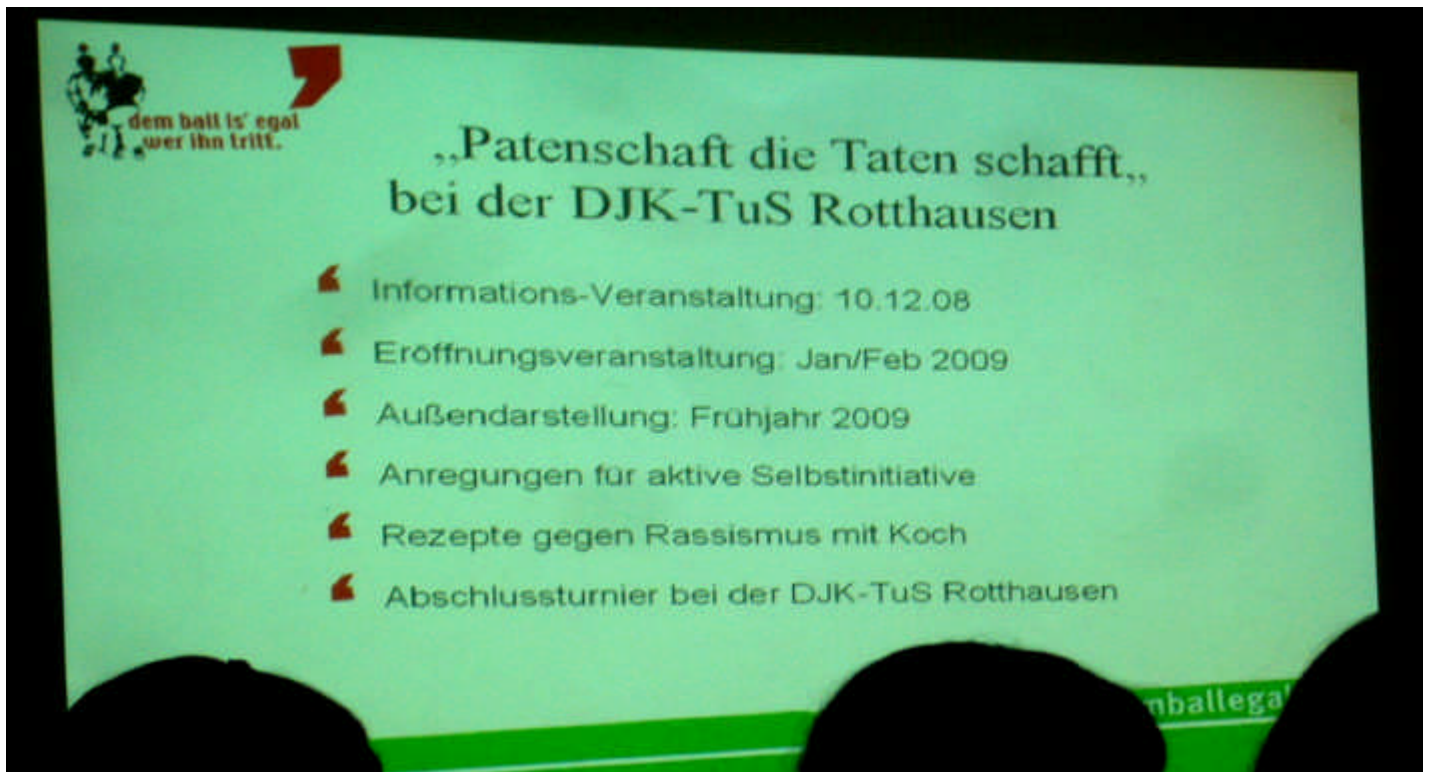 dem ball is' egal
wer ihn tritt.
„Patenschaft die Taten schafft„
bei der DJK-TuS Rotthausen
Informations-Veranstaltung: 10.12.08
Eröffnungsveranstaltung: Jan/Feb 2009
Außendarstellung: Frühjahr 2009
Anregungen für aktive Selbstinitiative
Rezepte gegen Rassismus mit Koch
Abschlussturnier bei der DJK-TuS Rotthausen
mballegal